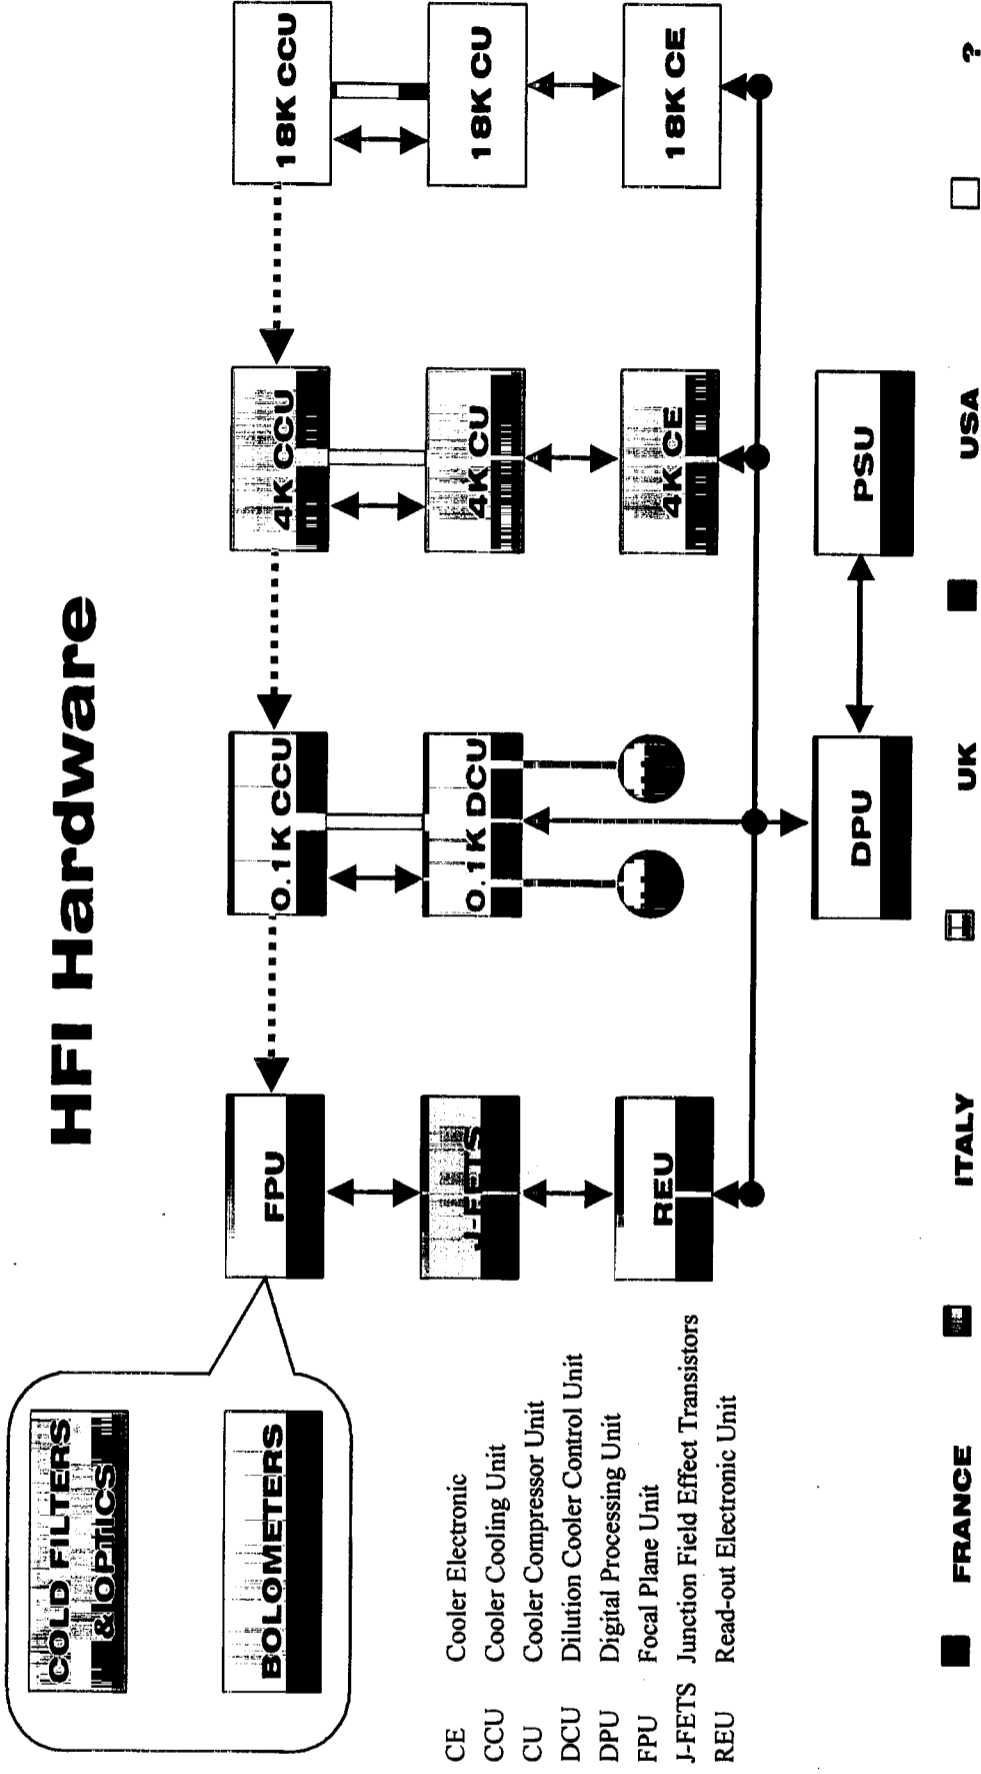 HFI Hardware
COLD FILTERS
& OPTICS
BOLOMETERS
FPU
0.1K CCU
4K CCU
18K CCU
J-FETS
0.1K DCU
4K CU
18K CU
REU
4K CE
18K CE
DPU
PSU
CE Cooler Electronic
CCU Cooler Cooling Unit
CU Cooler Compressor Unit
DCU Dilution Cooler Control Unit
DPU Digital Processing Unit
FPU Focal Plane Unit
J-FETS Junction Field Effect Transistors
REU Read-out Electronic Unit
FRANCE ITALY UK USA ?